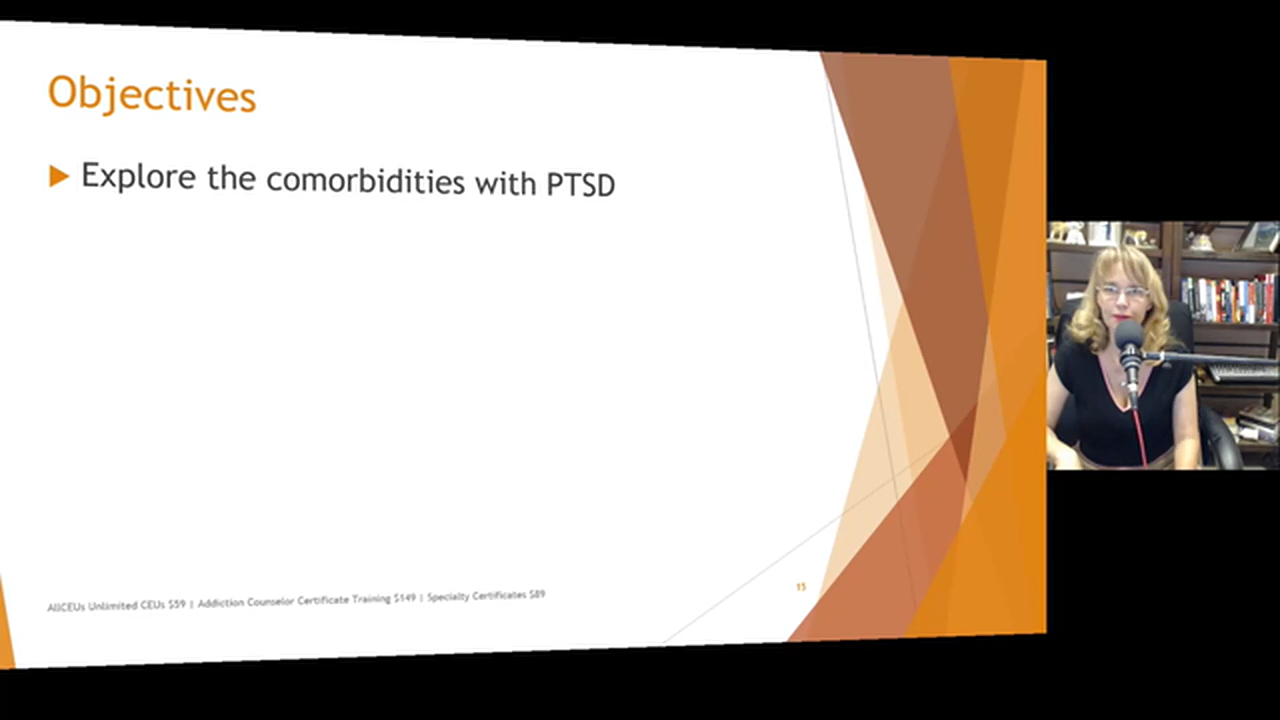 Objectives
Explore the comorbidities with PTSD
AllCEUs Unlimited CEUs $59 | Addiction Counselor Certificate Training $149 | Specialty Certificates $89
15